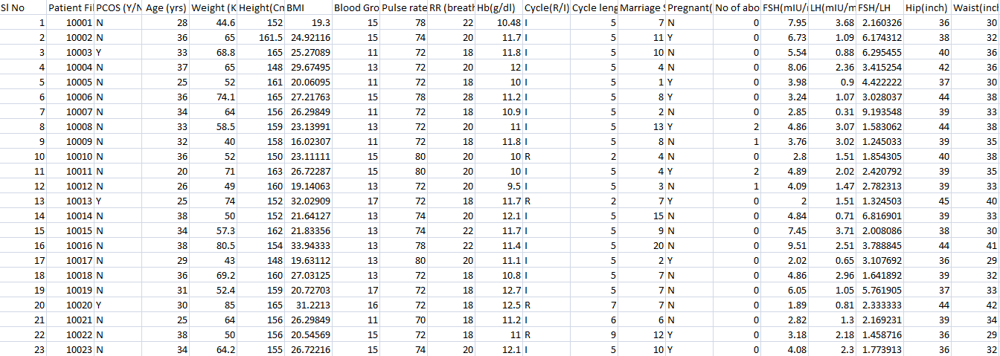 Sl No Patient Fil PCOS (Y/N Age (yrs) Weight (K Height(Cn BMI Blood Gro Pulse rate RR (breath Hb(g/dl) Cycle(R/I) Cycle leng Marriage S Pregnant( No of abo FSH(mIU/ LH(mIU/m FSH/LH Hip(inch) Waist(inch
1 10001 N 28 44.6 152 19.3 15 78 22 10.48 I 5 7 N 0 7.95 3.68 2.160326 36 30
2 10002 N 36 65 161.5 24.92116 15 74 20 11.7 I 5 11 Y 0 6.73 1.09 6.174312 38 32
3 10003 Y 33 68.8 165 25.27089 11 72 18 11.8 I 5 10 N 0 5.54 0.88 6.295455 40 36
4 10004 N 37 65 148 29.67495 13 72 20 12 I 5 4 N 0 8.06 2.36 3.415254 42 36
5 10005 N 25 52 161 20.06095 11 72 18 10 I 5 1 Y 0 3.98 0.9 4.422222 37 30
6 10006 N 36 74.1 165 27.21763 15 78 28 11.2 I 5 8 Y 0 3.24 1.07 3.028037 44 38
7 10007 N 34 64 156 26.29849 11 72 18 10.9 I 5 2 N 0 2.85 0.31 9.193548 39 33
8 10008 N 33 58.5 159 23.13991 13 72 20 11 I 5 13 Y 2 4.86 3.07 1.583062 44 38
9 10009 N 32 40 158 16.02307 11 72 18 11.8 I 5 8 N 1 3.76 3.02 1.245033 39 35
10 10010 N 36 52 150 23.11111 15 80 20 10 R 2 4 N 0 2.8 1.51 1.854305 40 38
11 10011 N 20 71 163 26.72287 15 80 20 10 I 5 4 Y 2 4.89 2.02 2.420792 39 35
12 10012 N 26 49 160 19.14063 13 72 20 9.5 I 5 3 N 1 4.09 1.47 2.782313 39 33
13 10013 Y 25 74 152 32.02909 17 72 18 11.7 R 2 7 Y 0 2 1.51 1.324503 45 40
14 10014 N 38 50 152 21.64127 13 74 20 12.1 I 5 15 N 0 4.84 0.71 6.816901 39 33
15 10015 N 34 57.3 162 21.83356 13 74 22 11.7 I 5 9 N 0 7.45 3.71 2.008086 38 30
16 10016 N 38 80.5 154 33.94333 13 78 22 11.4 I 5 20 N 0 9.51 2.51 3.788845 44 41
17 10017 N 29 43 148 19.63112 13 80 20 11.1 I 5 2 Y 0 2.02 0.65 3.107692 36 29
18 10018 N 36 69.2 160 27.03125 13 72 18 10.8 I 5 7 N 0 4.86 2.96 1.641892 39 32
19 10019 N 31 52.4 159 20.72703 17 72 18 12.7 I 5 7 N 0 6.05 1.05 5.761905 37 33
20 10020 Y 30 85 165 31.2213 16 72 18 12.5 R 7 7 N 0 1.89 0.81 2.333333 44 42
21 10021 N 25 64 156 26.29849 11 70 18 11.2 I 6 6 N 0 2.82 1.3 2.169231 39 34
22 10022 N 38 50 156 20.54569 15 72 18 11 R 9 12 Y 0 3.18 2.18 1.458716 36 29
23 10023 N 34 64.2 155 26.72216 15 74 20 12.1 I 5 10 Y 0 4.08 2.3 1.773913 36 32